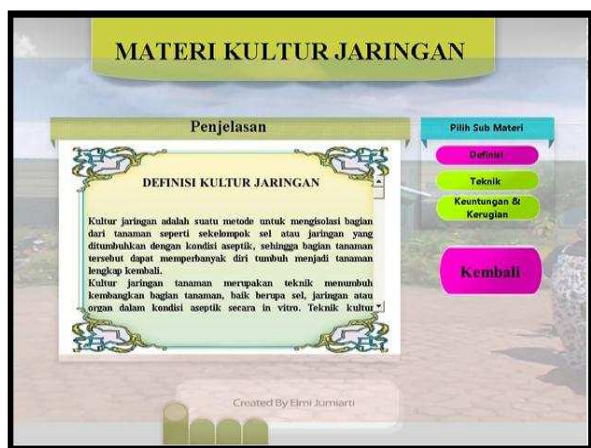 MATERI KULTUR JARINGAN
Penjelasan
DEFINISI KULTUR JARINGAN
Kultur jaringan adalah suatu metode untuk mengisolasi bagian
dari tanaman seperti sekelompok sel atau jaringan yang
ditumbuhkan dengan kondisi aseptik, sehingga bagian tanaman
tersebut dapat memperbanyak diri tumbuh menjadi tanaman
lengkap kembali.
Kultur jaringan tanaman merupakan teknik menumbuh
kembangkan bagian tanaman, baik berupa sel, jaringan atau
organ dalam kondisi aseptik secara in vitro. Teknik kultur
Pilih Sub Materi
Definisi
Teknik
Keuntungan &
Kerugian
Kembali
Created By Elmi Jumiarti